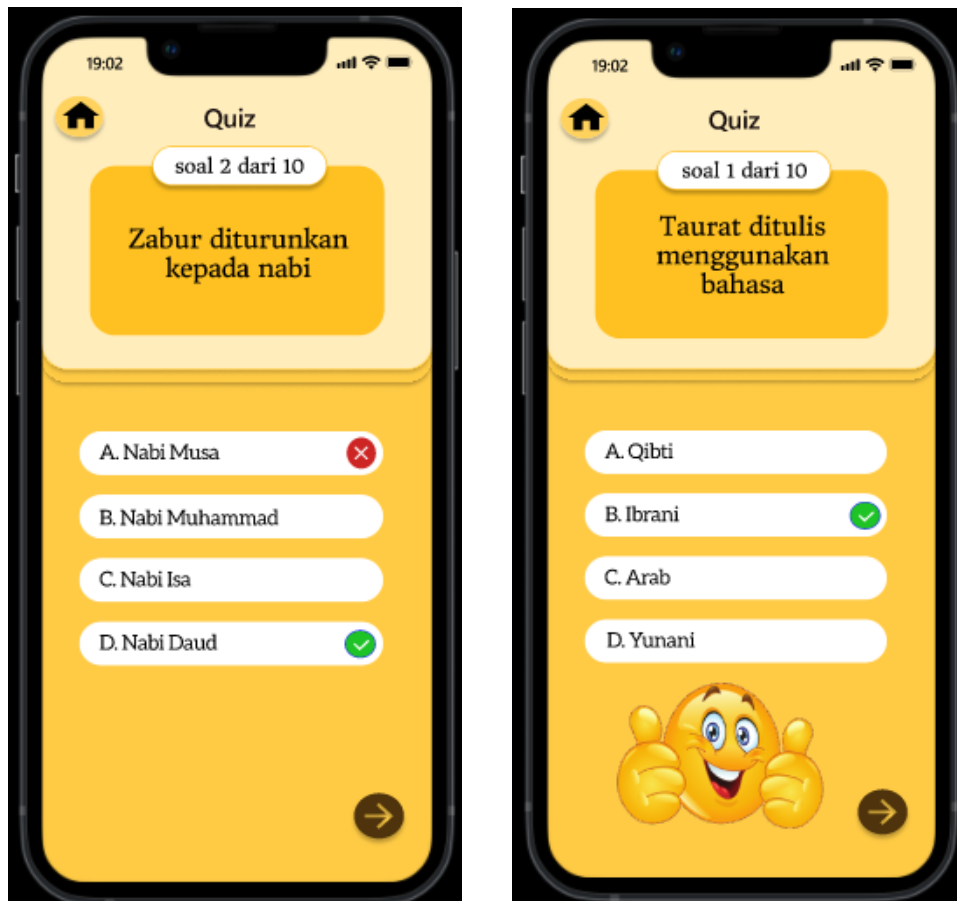 19:02
Quiz
soal 2 dari 10
Zabur diturunkan
kepada nabi
A. Nabi Musa
B. Nabi Muhammad
C. Nabi Isa
D. Nabi Daud
19:02
Quiz
soal 1 dari 10
Taurat ditulis
menggunakan
bahasa
A. Qibti
B. Ibrani
C. Arab
D. Yunani